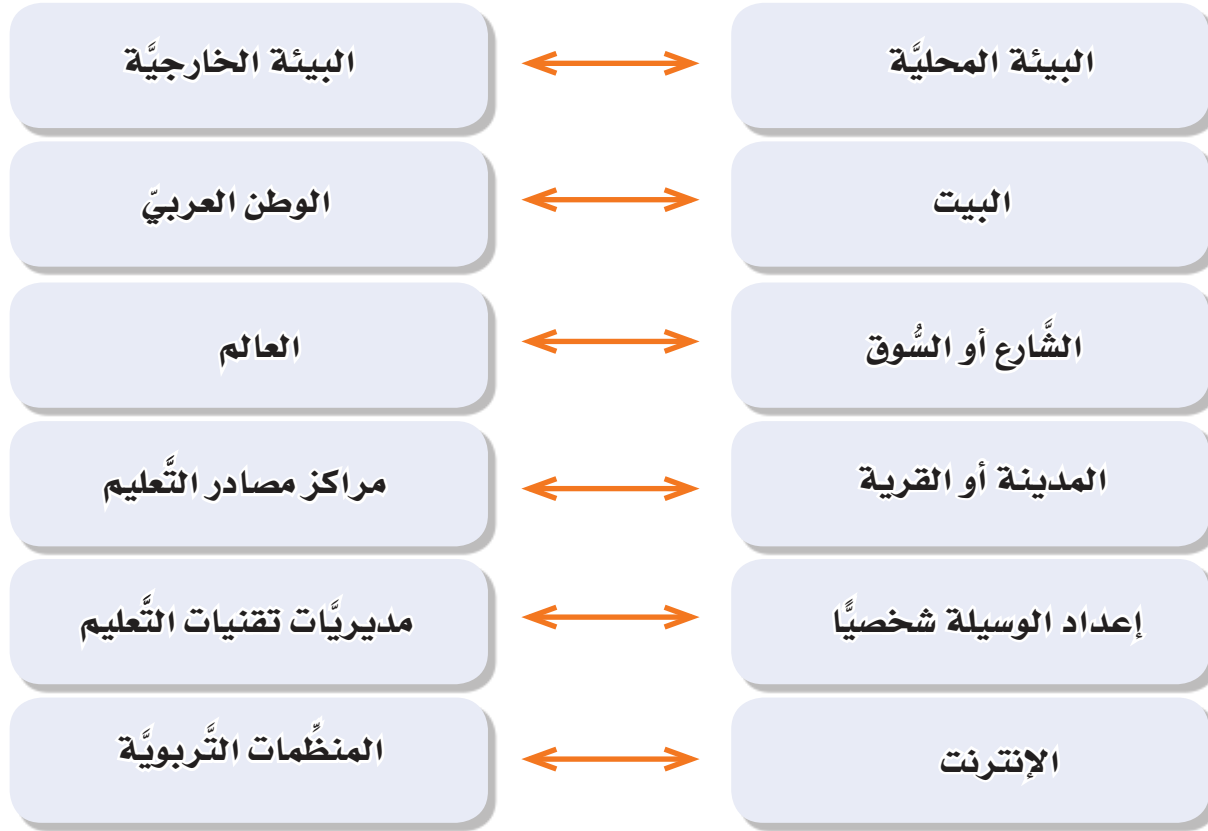 البيئة المحليَّة
البيئة الخارجيَّة
البيت
الوطن العربيّ
الشَّارع أو السُّوق
العالم
المدينة أو القرية
مراكز مصادر التَّعليم
إعداد الوسيلة شخصيًّا
مديريَّات تقنيات التَّعليم
الإنترنت
المنظِّمات التَّربويَّة